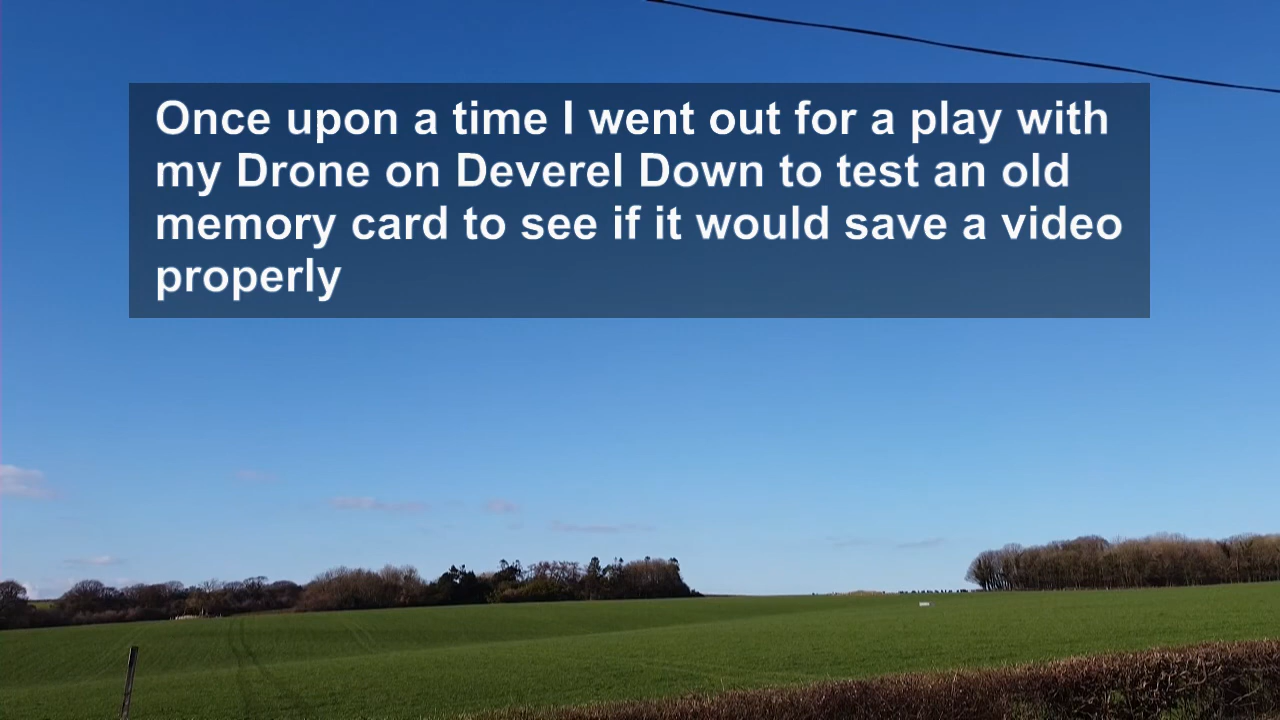 Once upon a time I went out for a play with
my Drone on Deverel Down to test an old
memory card to see if it would save a video
properly